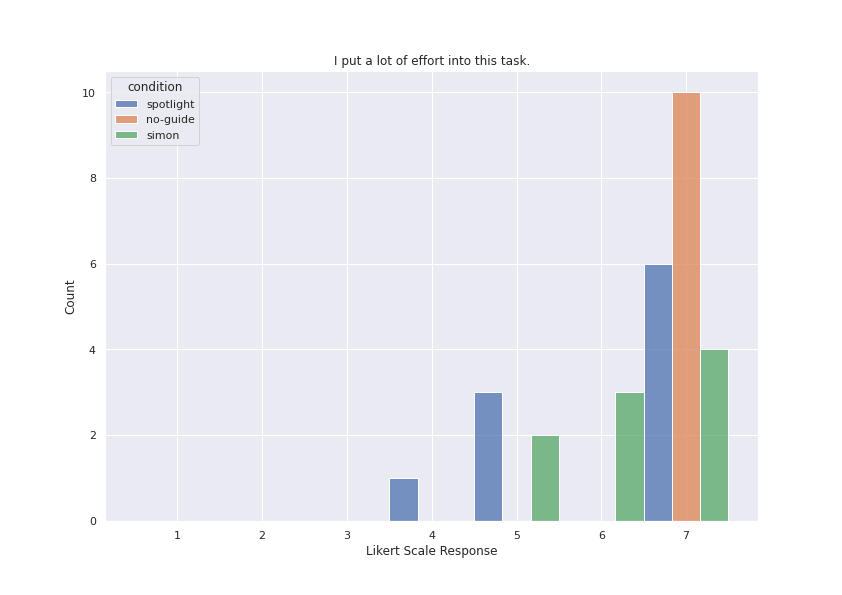 I put a lot of effort into this task.
condition
spotlight
no-guide
simon
10
8
6
4
2
0
Count
1 2 3 4 5 6 7
Likert Scale Response